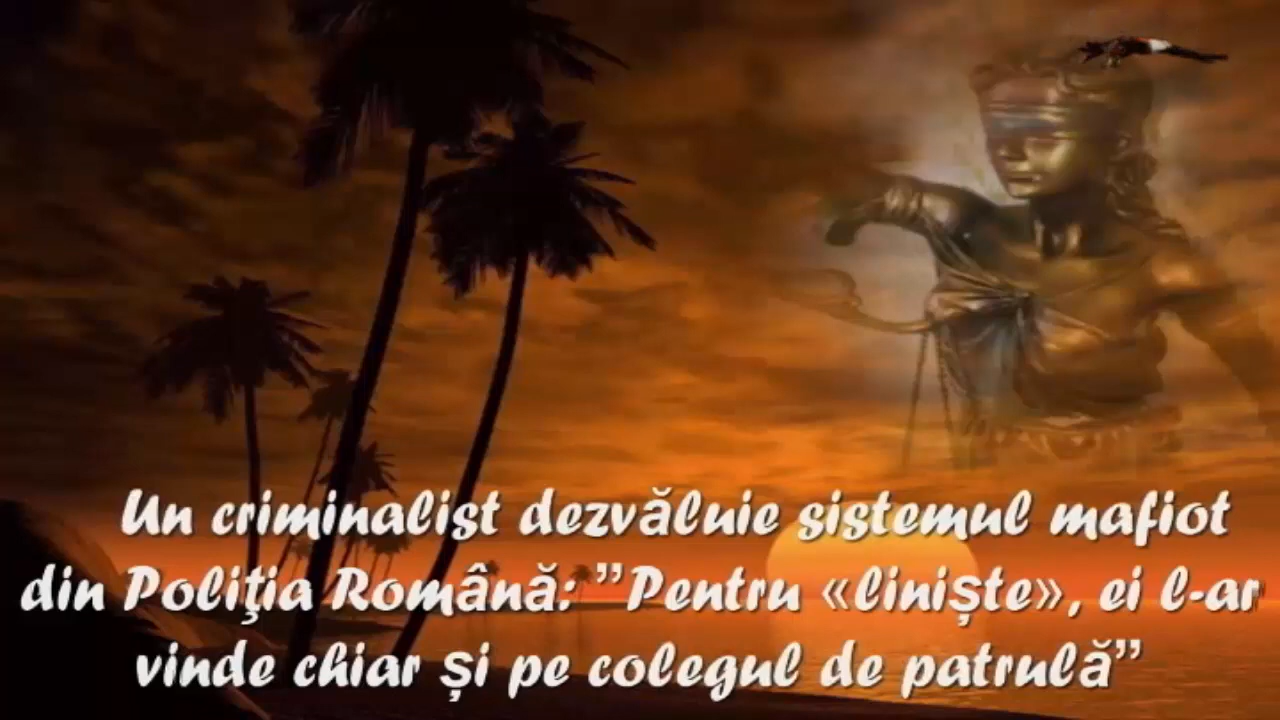 Un criminalist dezvăluie sistemul mafiot
din Poliţia Română: ”Pentru «liniște», ei l-ar
vinde chiar și pe colegul de patrulă”